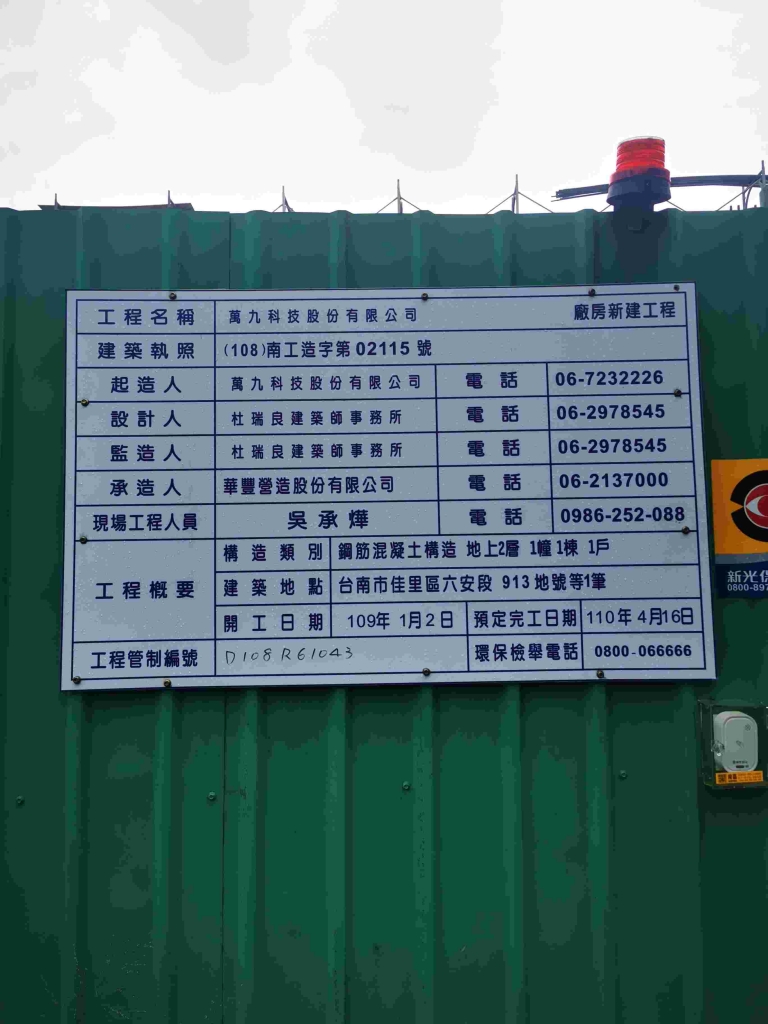 工程名稱 萬九科技股份有限公司 廠房新建工程
建築執照 (108)南工造字第02115號
起造人 萬九科技股份有限公司 電話 06-7232226
設計人 杜瑞良建築師事務所 電話 06-2978545
監造人 杜瑞良建築師事務所 電話 06-2978545
承造人 華豐營造股份有限公司 電話 06-2137000
現場工程人員 吳承燁 電話 0986-252-088
工程概要
構造類別 鋼筋混凝土構造 地上2層 1幢1棟 1戶
建築地點 台南市佳里區六安段 913地號等1筆
開工日期 109年 1月2日 預定完工日期 110年4月16日
工程管制編號 D108R61043 環保檢舉電話 0800-066666
新光保
0800-897